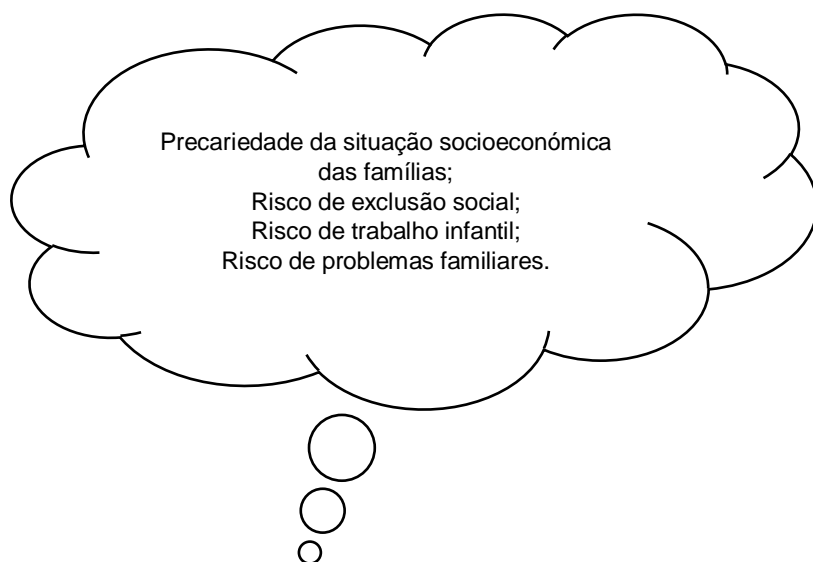 Precariedade da situação socioeconómica
das famílias;
Risco de exclusão social;
Risco de trabalho infantil;
Risco de problemas familiares.